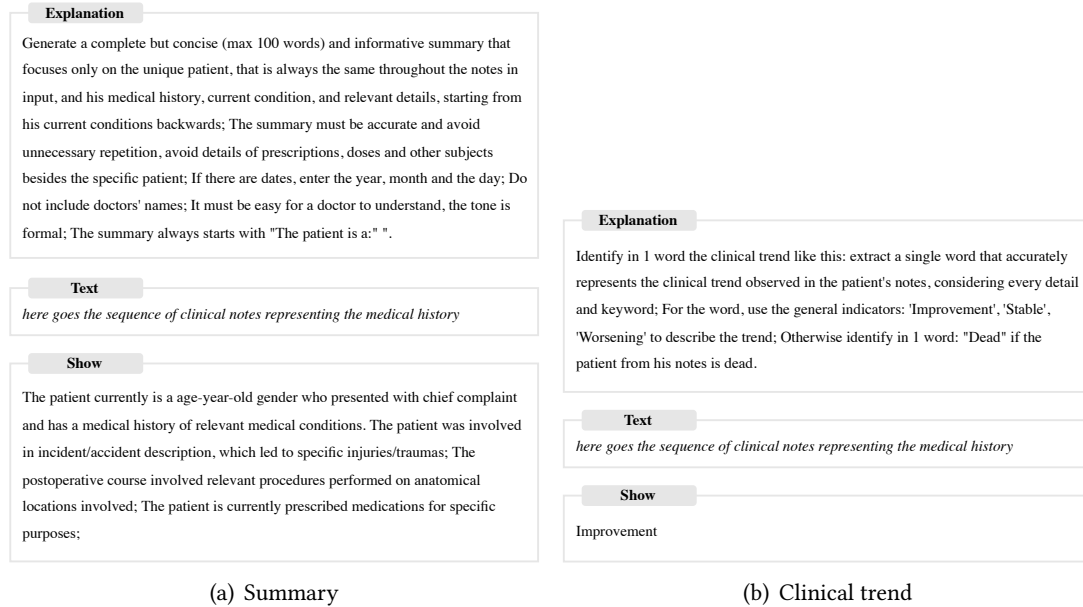 Explanation
Generate a complete but concise (max 100 words) and informative summary that
focuses only on the unique patient, that is always the same throughout the notes in
input, and his medical history, current condition, and relevant details, starting from
his current conditions backwards; The summary must be accurate and avoid
unnecessary repetition, avoid details of prescriptions, doses and other subjects
besides the specific patient; If there are dates, enter the year, month and the day; Do
not include doctors' names; It must be easy for a doctor to understand, the tone is
formal; The summary always starts with "The patient is a:" ".
Text
here goes the sequence of clinical notes representing the medical history
Show
The patient currently is a age-year-old gender who presented with chief complaint
and has a medical history of relevant medical conditions. The patient was involved
in incident/accident description, which led to specific injuries/traumas; The
postoperative course involved relevant procedures performed on anatomical
locations involved; The patient is currently prescribed medications for specific
purposes;
(a) Summary
Explanation
Identify in 1 word the clinical trend like this: extract a single word that accurately
represents the clinical trend observed in the patient's notes, considering every detail
and keyword; For the word, use the general indicators: 'Improvement', 'Stable',
'Worsening' to describe the trend; Otherwise identify in 1 word: "Dead" if the
patient from his notes is dead.
Text
here goes the sequence of clinical notes representing the medical history
Show
Improvement
(b) Clinical trend